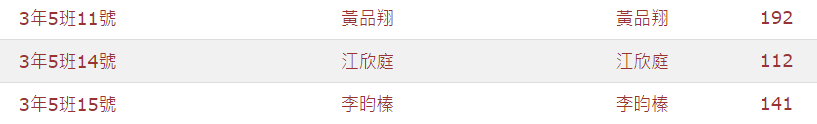 3年5班11號 黃品翔 黃品翔 192
3年5班14號 江欣庭 江欣庭 112
3年5班15號 李昀榛 李昀榛 141